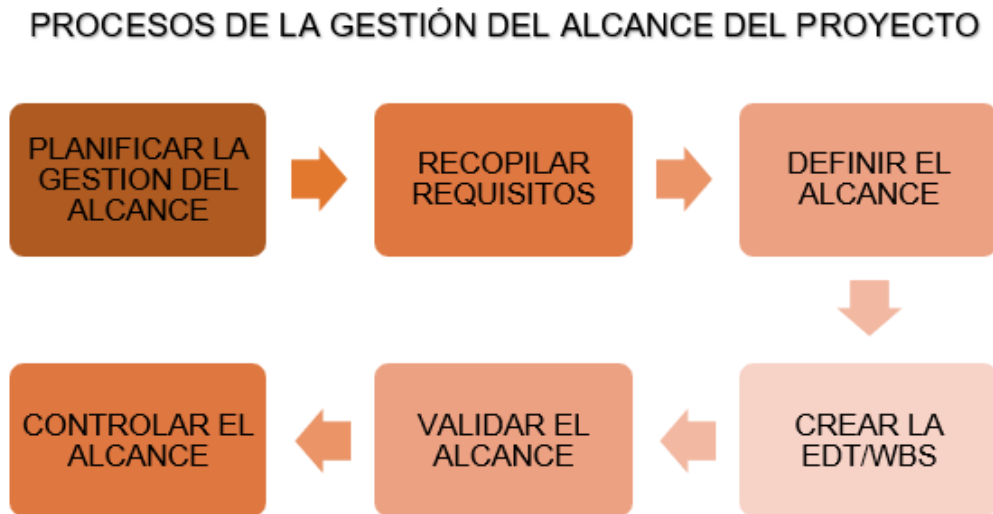 PROCESOS DE LA GESTIÓN DEL ALCANCE DEL PROYECTO
PLANIFICAR LA
GESTION DEL
ALCANCE
RECOPILAR
REQUISITOS
DEFINIR EL
ALCANCE
CREAR LA
EDT/WBS
VALIDAR EL
ALCANCE
CONTROLAR EL
ALCANCE